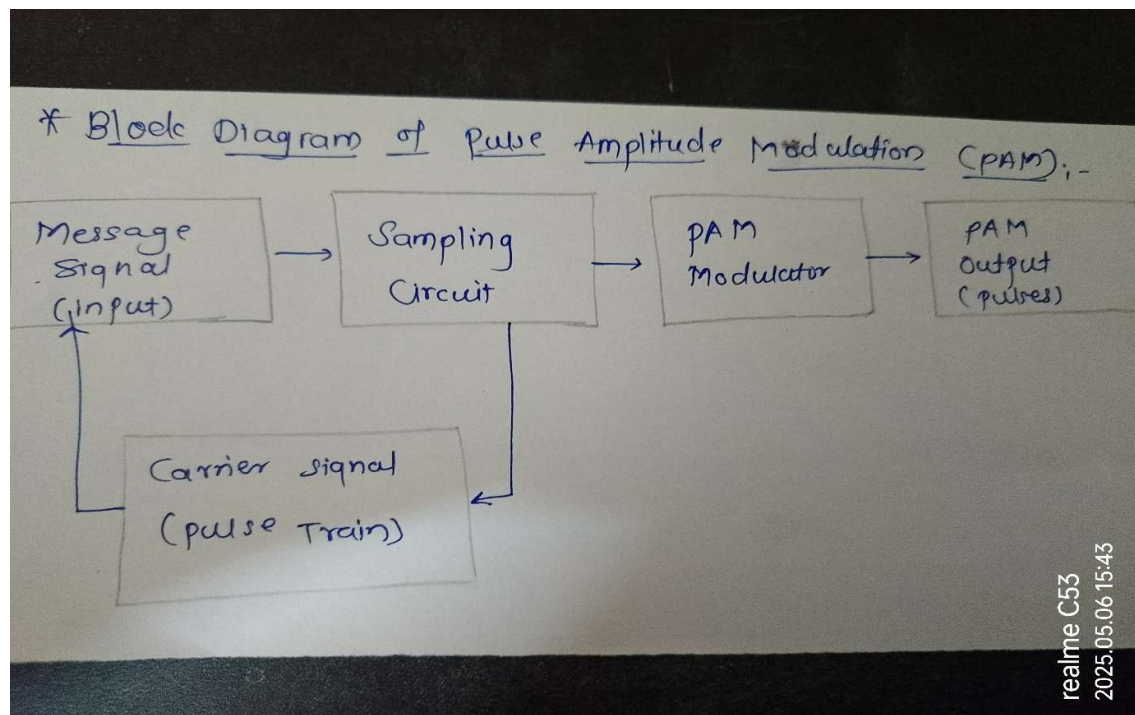 * Block Diagram of Pulse Amplitude Modulation (PAM);-
Message
Signal
(input)
Sampling
Circuit
PAM
Modulator
PAM
Output
(pulses)
Carrier signal
(pulse Train)
realme C53
2025.05.06 15:43